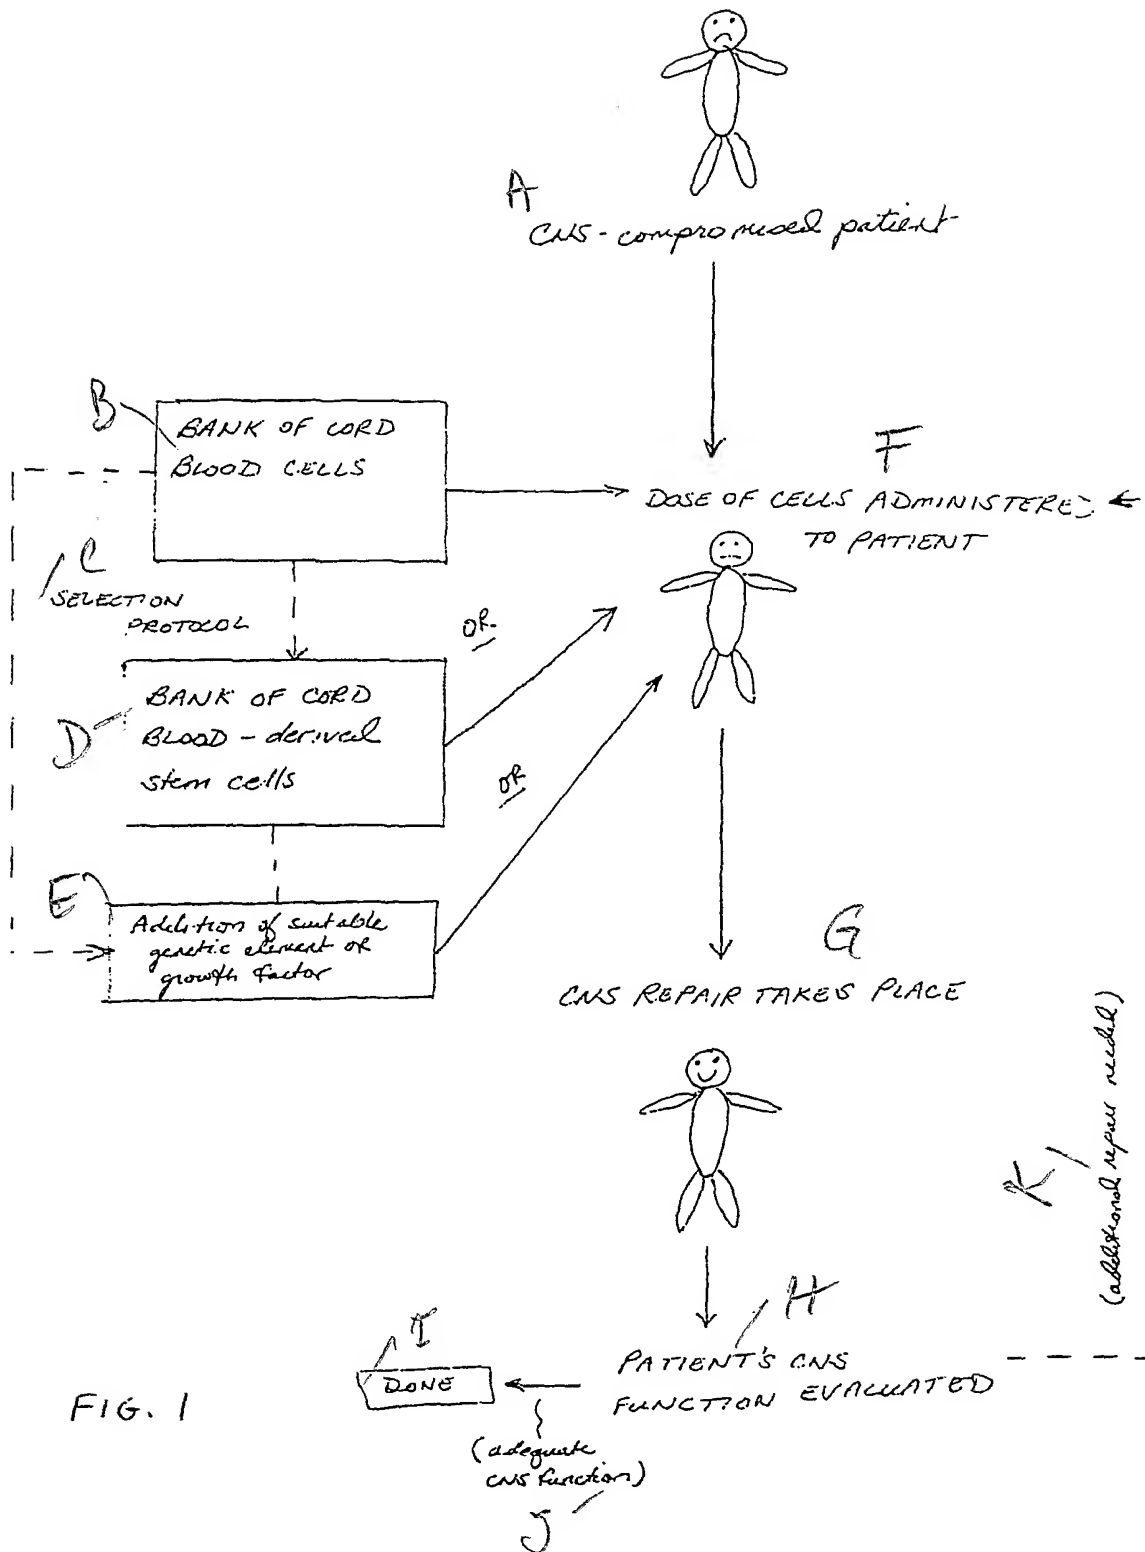 A
CNS-compromised patient
B
BANK OF CORD
BLOOD CELLS
F
DOSE OF CELLS ADMINISTERED
TO PATIENT
C
SELECTION
PROTOCOL
OR
D
BANK OF CORD
BLOOD-derived
stem cells
OR
E
Addition of suitable
genetic element or
growth factor
G
CNS REPAIR TAKES PLACE
K
(additional repair needed)
H
I
PATIENT'S CNS
FUNCTION EVALUATED
DONE
FIG. 1
(adequate
CNS function)
J